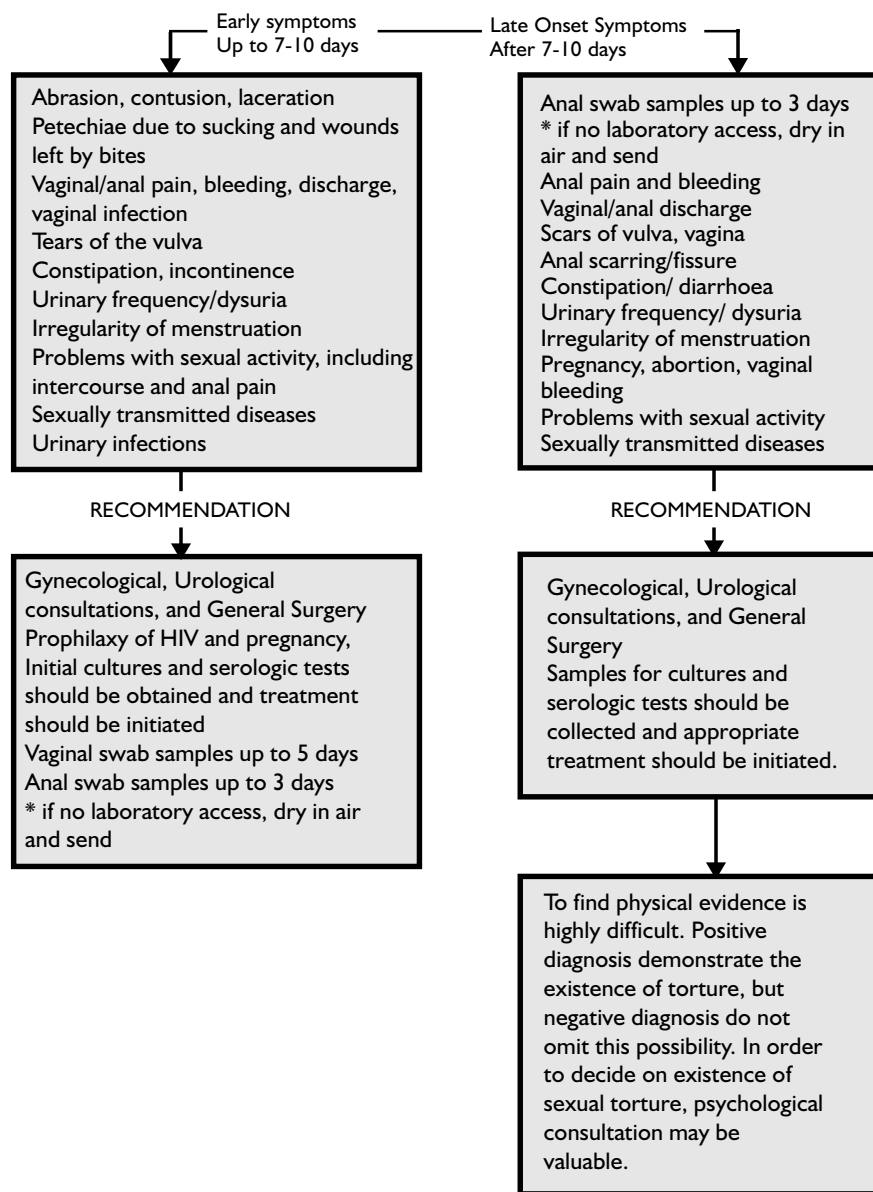 Early symptoms
Up to 7-10 days
Late Onset Symptoms
After 7-10 days
Abrasion, contusion, laceration
Petechiae due to sucking and wounds
left by bites
Vaginal/anal pain, bleeding, discharge,
vaginal infection
Tears of the vulva
Constipation, incontinence
Urinary frequency/dysuria
Irregularity of menstruation
Problems with sexual activity, including
intercourse and anal pain
Sexually transmitted diseases
Urinary infections
RECOMMENDATION
Gynecological, Urological
consultations, and General Surgery
Prophilaxy of HIV and pregnancy,
Initial cultures and serologic tests
should be obtained and treatment
should be initiated
Vaginal swab samples up to 5 days
Anal swab samples up to 3 days
* if no laboratory access, dry in air
and send
Anal swab samples up to 3 days
* if no laboratory access, dry in
air and send
Anal pain and bleeding
Vaginal/anal discharge
Scars of vulva, vagina
Anal scarring/fissure
Constipation/ diarrhoea
Urinary frequency/ dysuria
Irregularity of menstruation
Pregnancy, abortion, vaginal
bleeding
Problems with sexual activity
Sexually transmitted diseases
RECOMMENDATION
Gynecological, Urological
consultations, and General
Surgery
Samples for cultures and
serologic tests should be
collected and appropriate
treatment should be initiated.
To find physical evidence is
highly difficult. Positive
diagnosis demonstrate the
existence of torture, but
negative diagnosis do not
omit this possibility. In order
to decide on existence of
sexual torture, psychological
consultation may be
valuable.